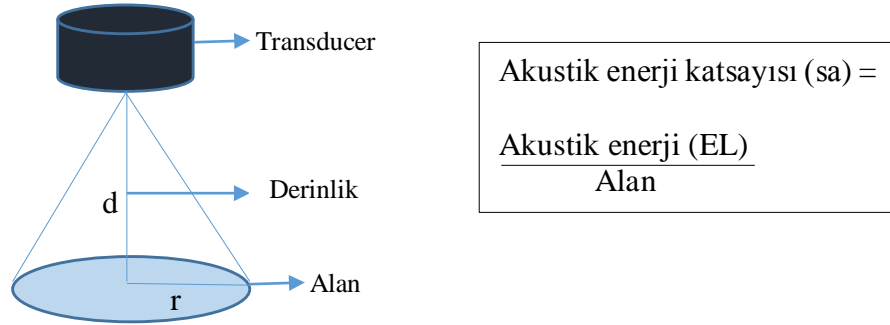 Transducer
Akustik enerji katsayısı (sa) =
Akustik enerji (EL)
Alan
d
Derinlik
r
Alan